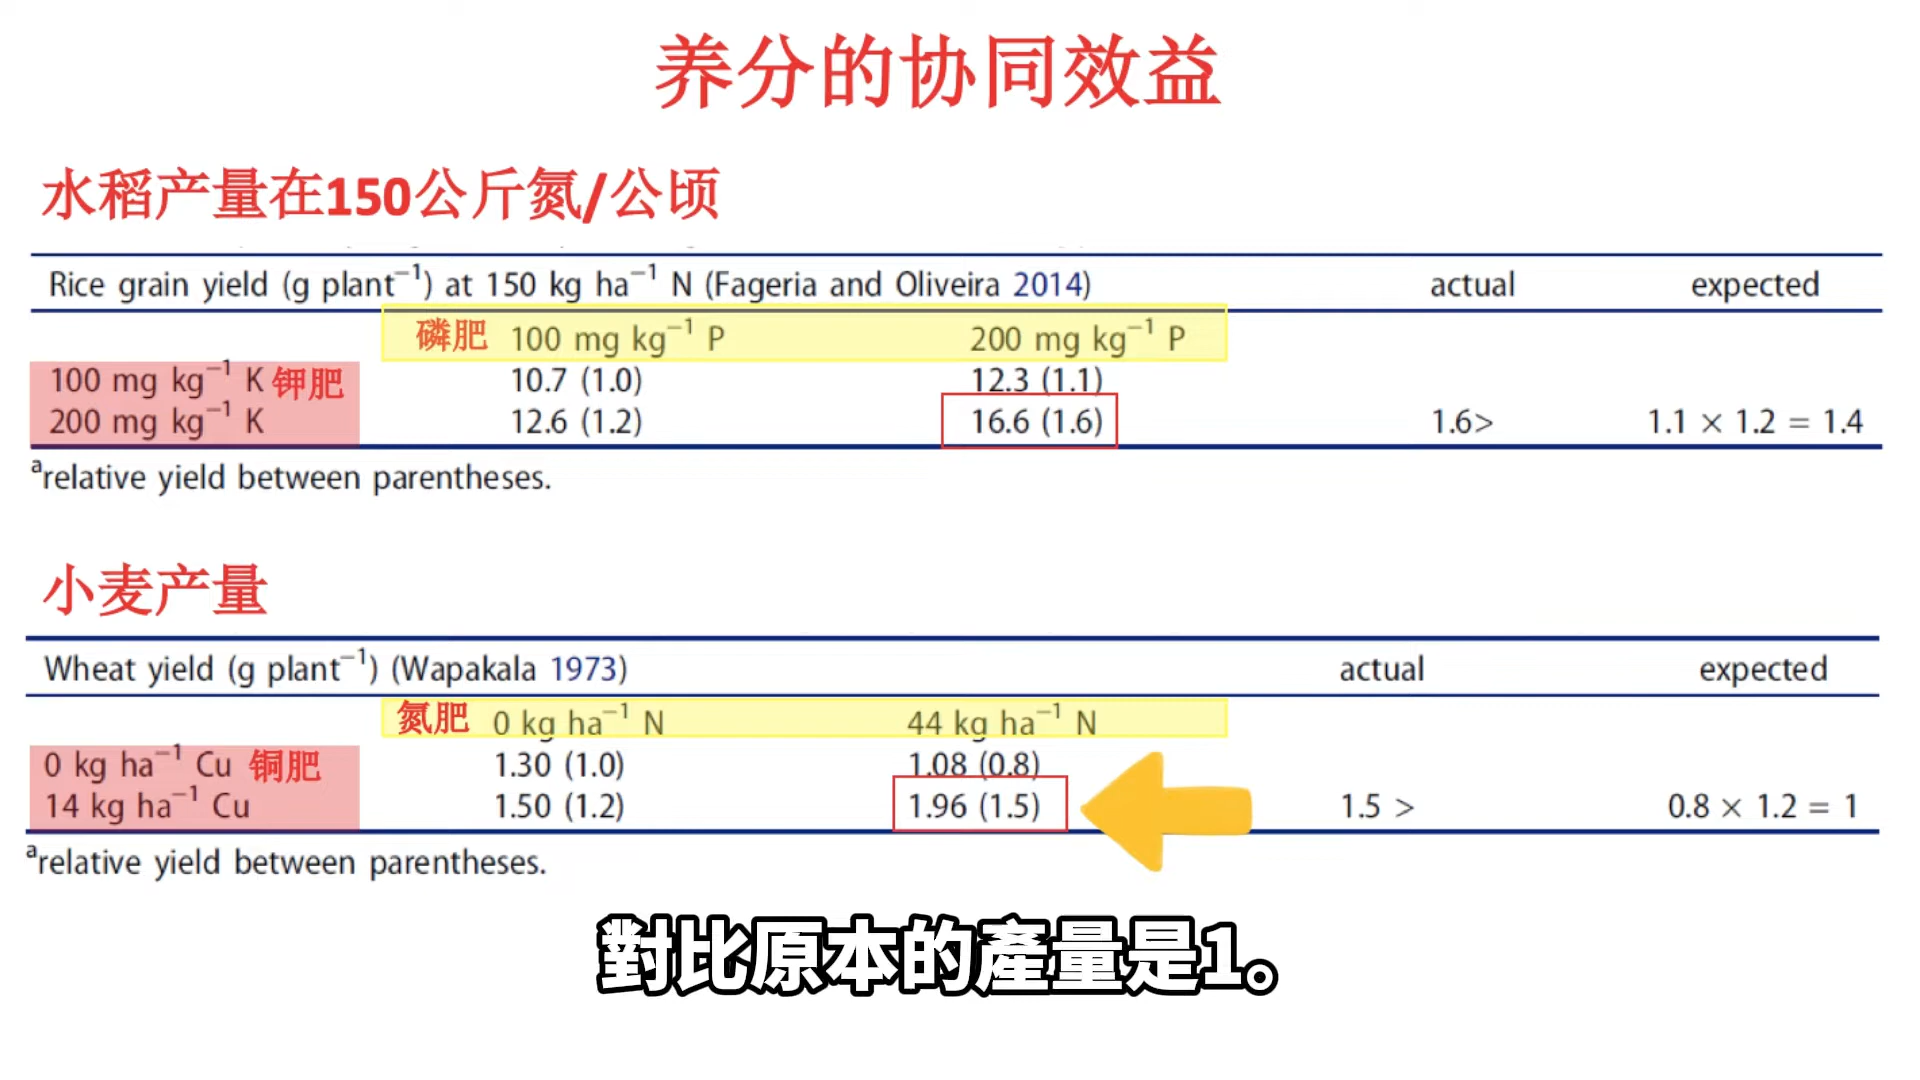 养分的协同效益
水稻产量在150公斤氮/公顷
Rice grain yield (g plant⁻¹) at 150 kg ha⁻¹ N (Fageria and Oliveira 2014) actual expected
磷肥 100 mg kg⁻¹ P 200 mg kg⁻¹ P
100 mg kg⁻¹ K 钾肥 10.7 (1.0) 12.3 (1.1)
200 mg kg⁻¹ K 12.6 (1.2) 16.6 (1.6) 1.6> 1.1 × 1.2 = 1.4
ᵃrelative yield between parentheses.
小麦产量
Wheat yield (g plant⁻¹) (Wapakala 1973) actual expected
氮肥 0 kg ha⁻¹ N 44 kg ha⁻¹ N
0 kg ha⁻¹ Cu 铜肥 1.30 (1.0) 1.08 (0.8)
14 kg ha⁻¹ Cu 1.50 (1.2) 1.96 (1.5) 1.5 > 0.8 × 1.2 = 1
ᵃrelative yield between parentheses.
對比原本的產量是1。